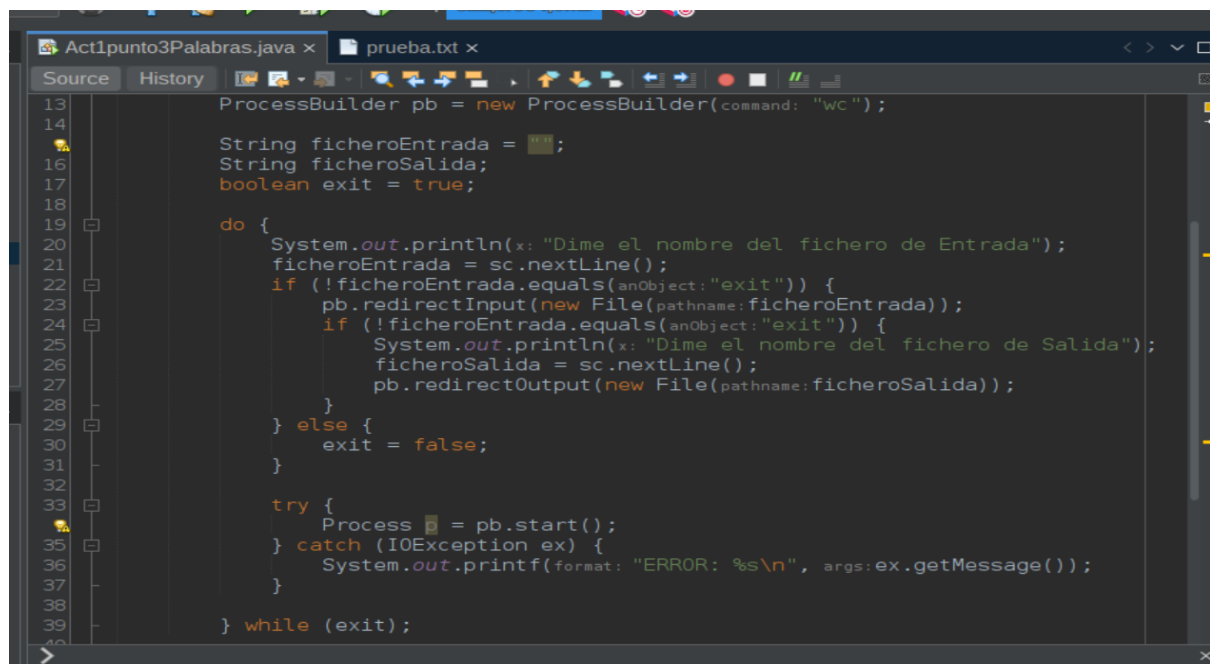 Act1punto3Palabras.java × prueba.txt ×
Source History
13 ProcessBuilder pb = new ProcessBuilder(command: "wc");
14
String ficheroEntrada = "";
16 String ficheroSalida;
17 boolean exit = true;
18
19 do {
20 System.out.println(x: "Dime el nombre del fichero de Entrada");
21 ficheroEntrada = sc.nextLine();
22 if (!ficheroEntrada.equals(anObject:"exit")) {
23 pb.redirectInput(new File(pathname:ficheroEntrada));
24 if (!ficheroEntrada.equals(anObject:"exit")) {
25 System.out.println(x: "Dime el nombre del fichero de Salida");
26 ficheroSalida = sc.nextLine();
27 pb.redirectOutput(new File(pathname:ficheroSalida));
28 }
29 } else {
30 exit = false;
31 }
32
33 try {
Process p = pb.start();
35 } catch (IOException ex) {
36 System.out.printf(format: "ERROR: %s\n", args:ex.getMessage());
37 }
38
39 } while (exit);